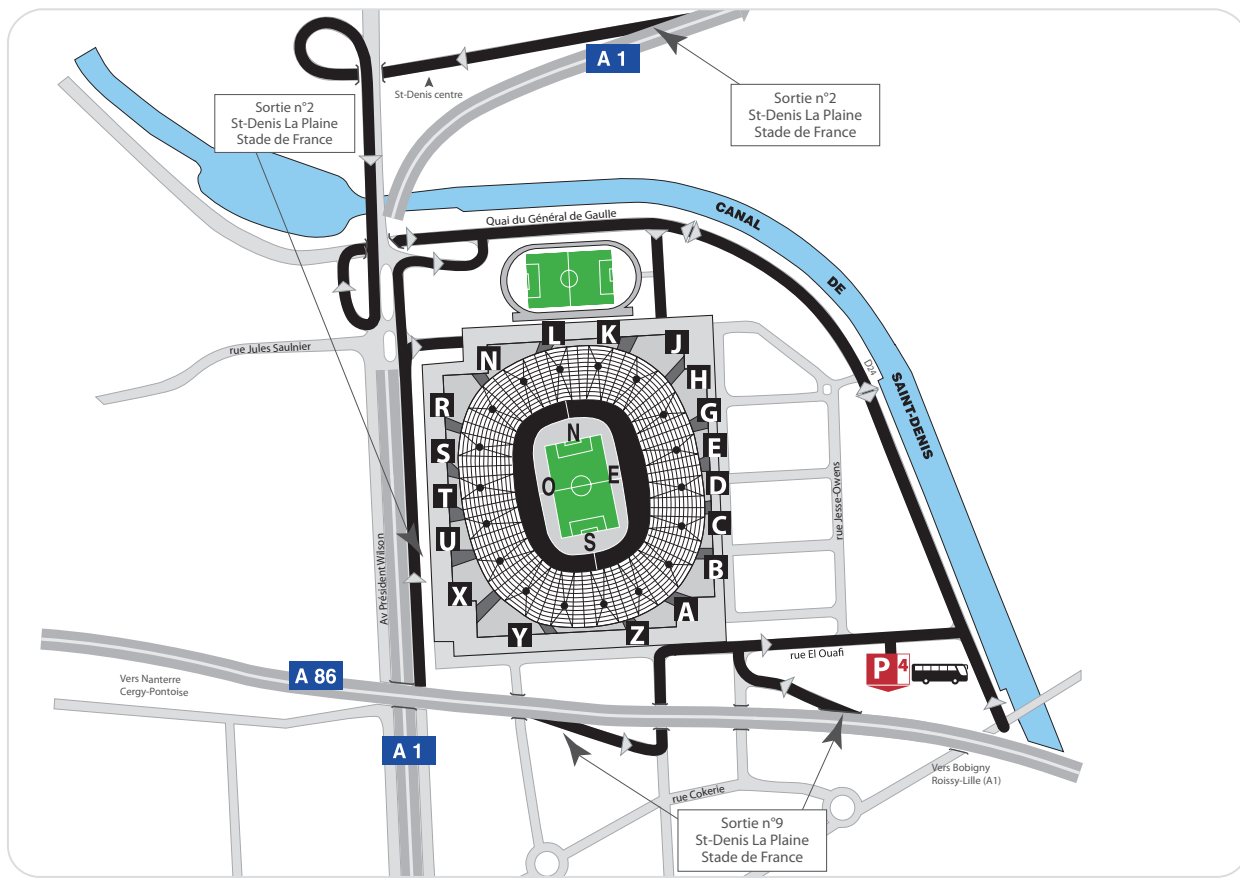 A 1
St-Denis centre
Sortie n°2
St-Denis La Plaine
Stade de France
Sortie n°2
St-Denis La Plaine
Stade de France
CANAL
DE
SAINT-DENIS
Quai du Général de Gaulle
D24
rue Jules Saulnier
L
K
J
N
H
R
G
S
E
T
D
U
C
X
B
Y
Z
A
N
O
E
S
rue Jesse-Owens
Av Président Wilson
rue El Ouafi
P 4
A 86
Vers Nanterre
Cergy-Pontoise
A 1
Vers Bobigny
Roissy-Lille (A1)
rue Cokerie
Sortie n°9
St-Denis La Plaine
Stade de France